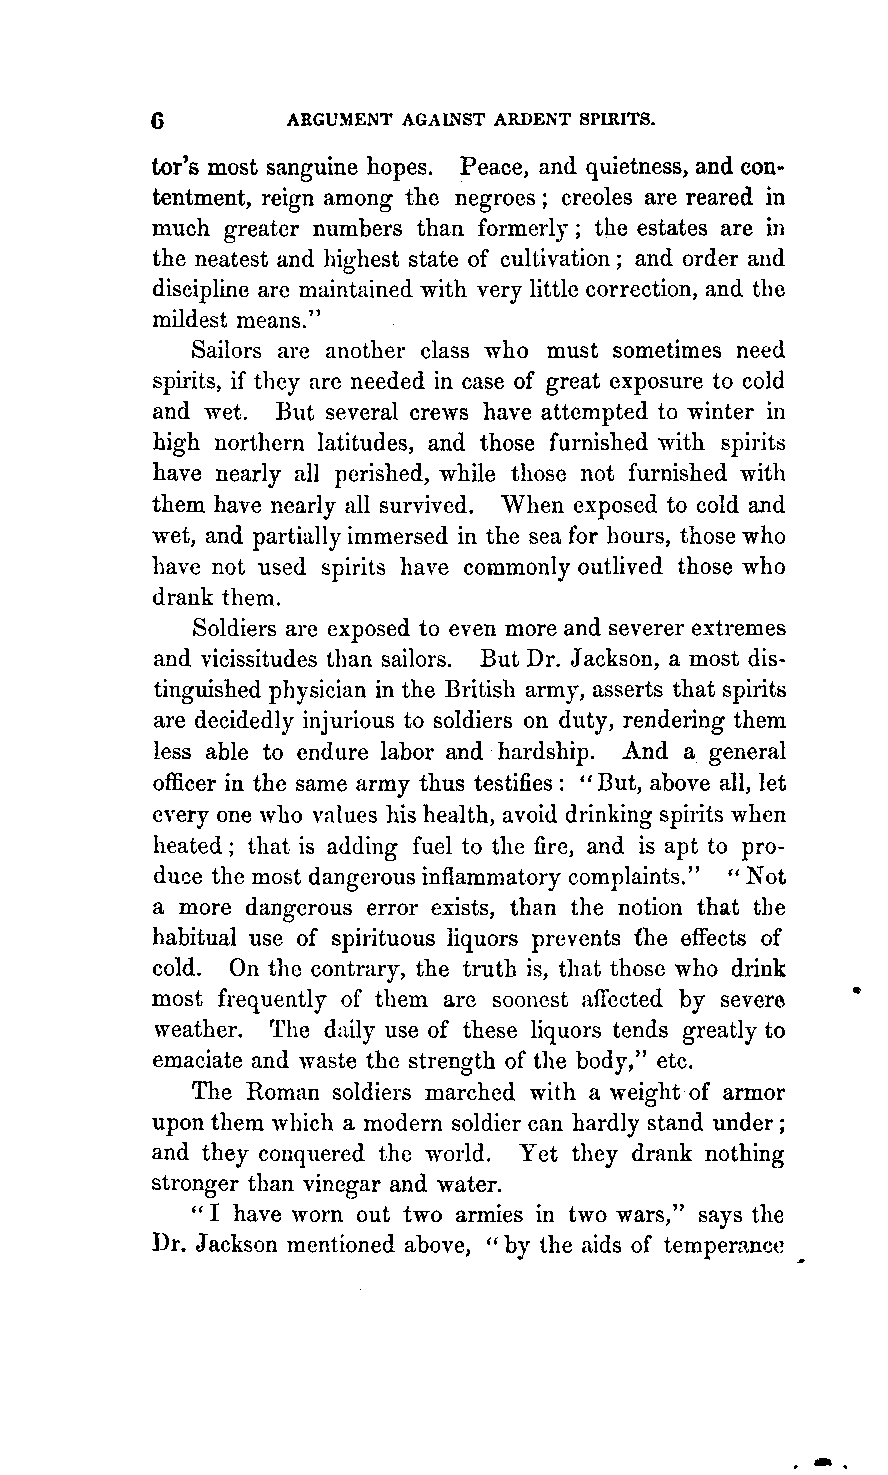 6 ARGUMENT AGAINST ARDENT SPIRITS.
tor's most sanguine hopes. Peace, and quietness, and con-
tentment, reign among the negroes; creoles are reared in
much greater numbers than formerly; the estates are in
the neatest and highest state of cultivation; and order and
discipline are maintained with very little correction, and the
mildest means."
Sailors are another class who must sometimes need
spirits, if they are needed in case of great exposure to cold
and wet. But several crews have attempted to winter in
high northern latitudes, and those furnished with spirits
have nearly all perished, while those not furnished with
them have nearly all survived. When exposed to cold and
wet, and partially immersed in the sea for hours, those who
have not used spirits have commonly outlived those who
drank them.
Soldiers are exposed to even more and severer extremes
and vicissitudes than sailors. But Dr. Jackson, a most dis-
tinguished physician in the British army, asserts that spirits
are decidedly injurious to soldiers on duty, rendering them
less able to endure labor and hardship. And a general
officer in the same army thus testifies: "But, above all, let
every one who values his health, avoid drinking spirits when
heated; that is adding fuel to the fire, and is apt to pro-
duce the most dangerous inflammatory complaints." "Not
a more dangerous error exists, than the notion that the
habitual use of spirituous liquors prevents the effects of
cold. On the contrary, the truth is, that those who drink
most frequently of them are soonest affected by severe
weather. The daily use of these liquors tends greatly to
emaciate and waste the strength of the body," etc.
The Roman soldiers marched with a weight of armor
upon them which a modern soldier can hardly stand under;
and they conquered the world. Yet they drank nothing
stronger than vinegar and water.
"I have worn out two armies in two wars," says the
Dr. Jackson mentioned above, "by the aids of temperance